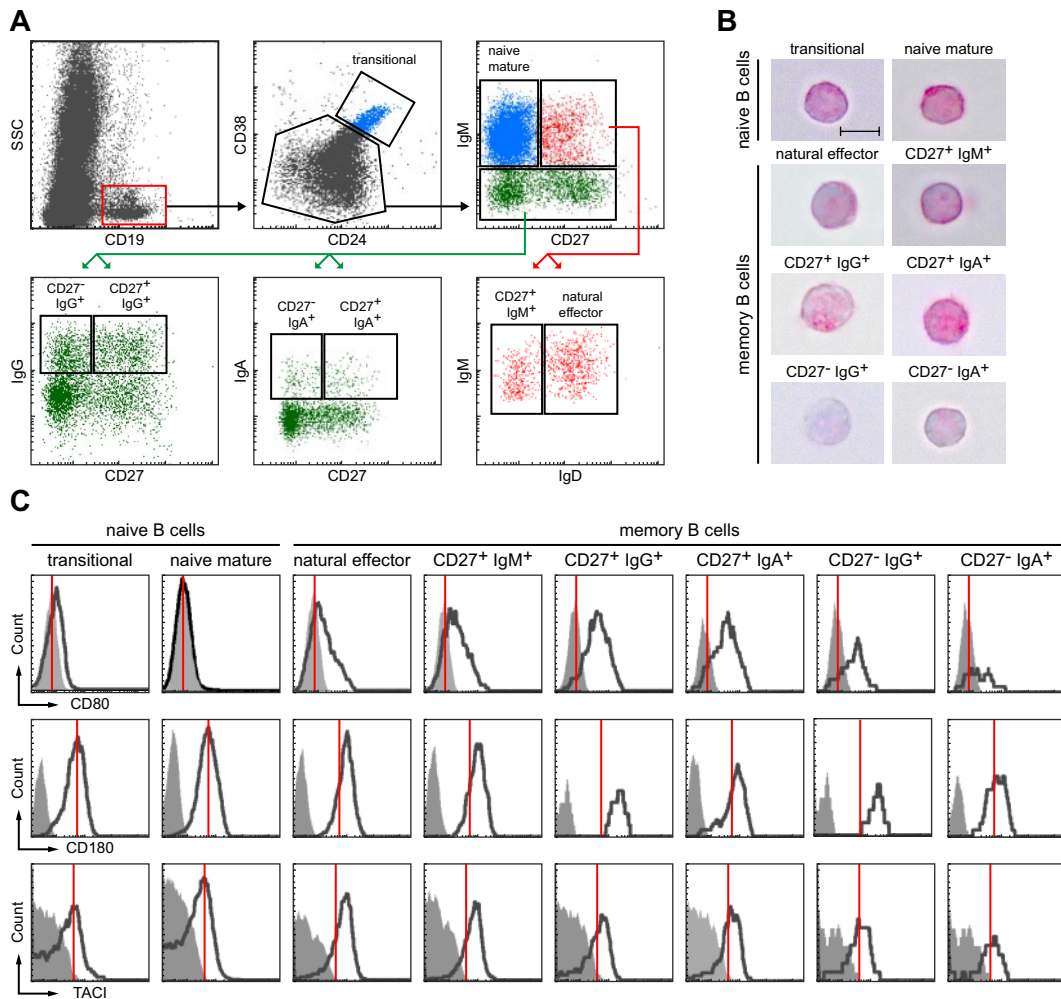 A
B
transitional
naive
mature
SSC
CD38
IgM
CD19
CD24
CD27
CD27⁻
IgG⁺
CD27⁺
IgG⁺
CD27⁻
IgA⁺
CD27⁺
IgA⁺
CD27⁺
IgM⁺
natural
effector
IgG
IgA
IgM
CD27
CD27
IgD
naive B cells
transitional
naive mature
memory B cells
natural effector
CD27⁺ IgM⁺
CD27⁺ IgG⁺
CD27⁺ IgA⁺
CD27⁻ IgG⁺
CD27⁻ IgA⁺
C
naive B cells
memory B cells
transitional
naive mature
natural effector
CD27⁺ IgM⁺
CD27⁺ IgG⁺
CD27⁺ IgA⁺
CD27⁻ IgG⁺
CD27⁻ IgA⁺
Count
CD80
Count
CD180
Count
TACI